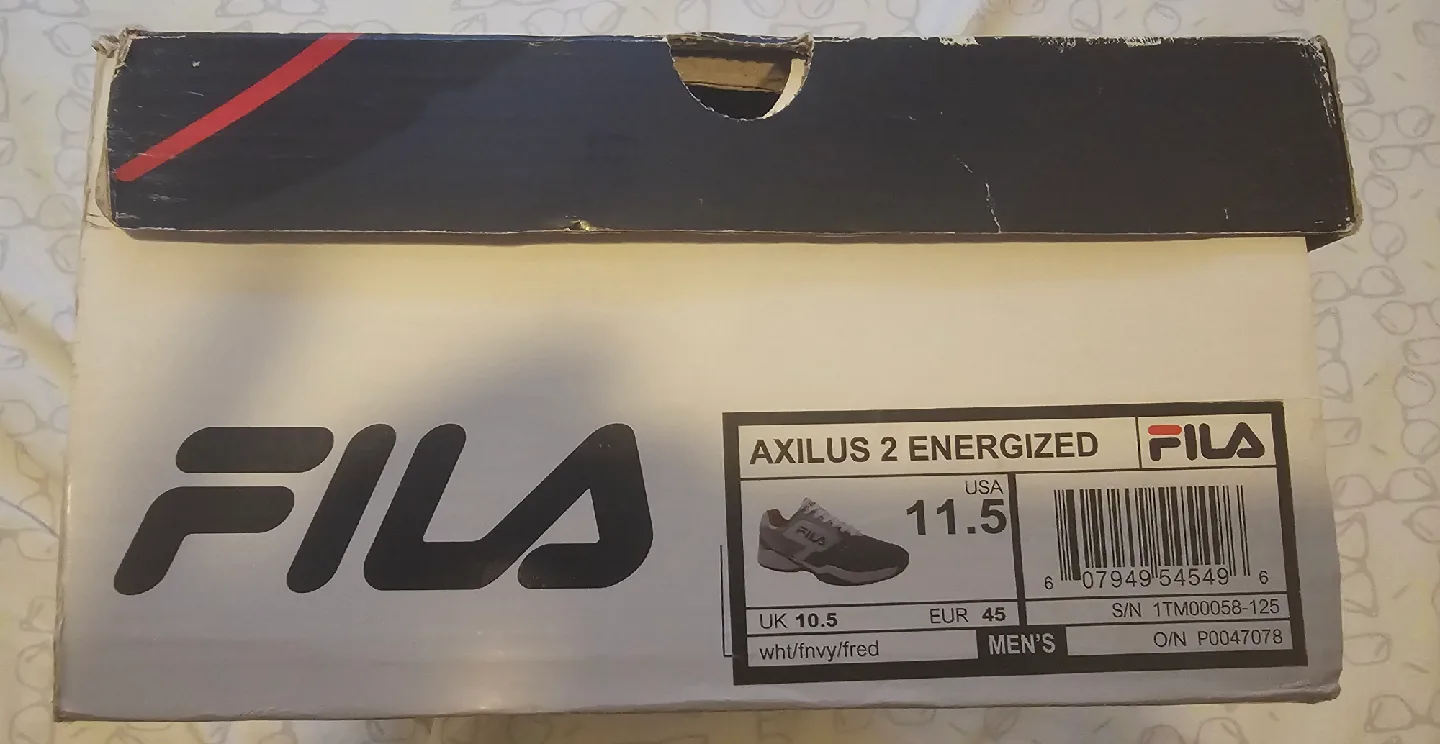 FILA
AXILUS 2 ENERGIZED
FILA
FILA
USA
11.5
6 07949 54549 6
UK 10.5 EUR 45
S/N 1TM00058-125
wht/fnvy/fred
MEN'S
O/N P0047078